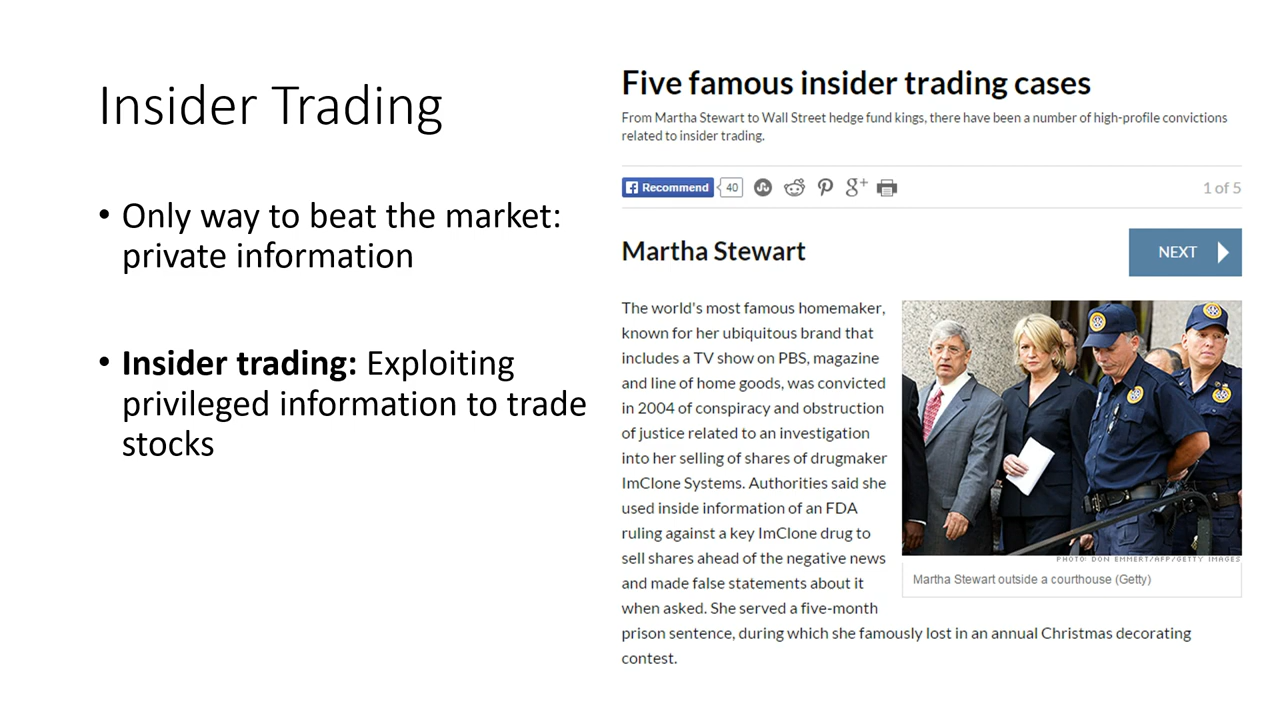 Insider Trading
• Only way to beat the market:
private information
• Insider trading: Exploiting
privileged information to trade
stocks
Five famous insider trading cases
From Martha Stewart to Wall Street hedge fund kings, there have been a number of high-profile convictions
related to insider trading.
Recommend 40
1 of 5
Martha Stewart
NEXT
The world's most famous homemaker,
known for her ubiquitous brand that
includes a TV show on PBS, magazine
and line of home goods, was convicted
in 2004 of conspiracy and obstruction
of justice related to an investigation
into her selling of shares of drugmaker
ImClone Systems. Authorities said she
used inside information of an FDA
ruling against a key ImClone drug to
sell shares ahead of the negative news
and made false statements about it
when asked. She served a five-month
prison sentence, during which she famously lost in an annual Christmas decorating
contest.
PHOTO: DON EMMERT/AFP/GETTY IMAGES
Martha Stewart outside a courthouse (Getty)